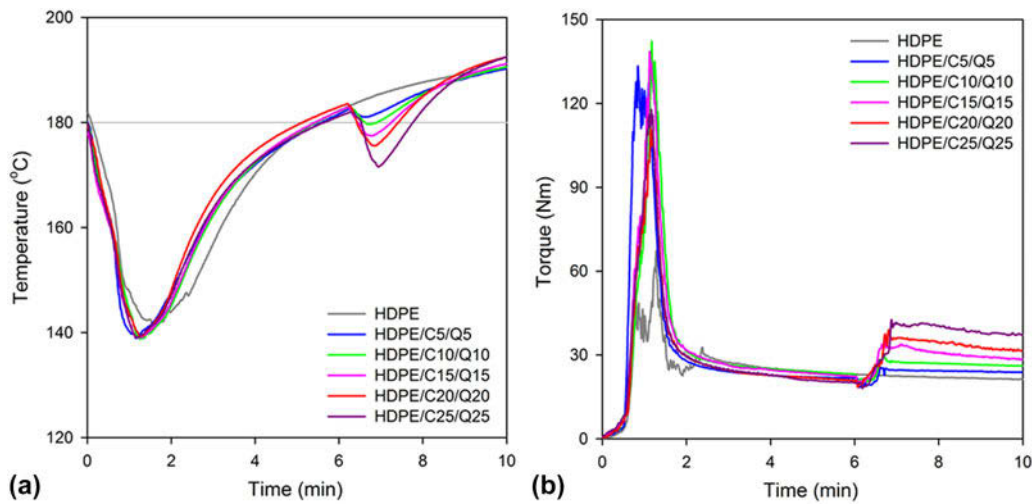 200
180
160
140
120
Temperature (°C)
HDPE
HDPE/C5/Q5
HDPE/C10/Q10
HDPE/C15/Q15
HDPE/C20/Q20
HDPE/C25/Q25
0 2 4 6 8 10
Time (min)
(a)
150
120
90
60
30
0
Torque (Nm)
HDPE
HDPE/C5/Q5
HDPE/C10/Q10
HDPE/C15/Q15
HDPE/C20/Q20
HDPE/C25/Q25
0 2 4 6 8 10
Time (min)
(b)